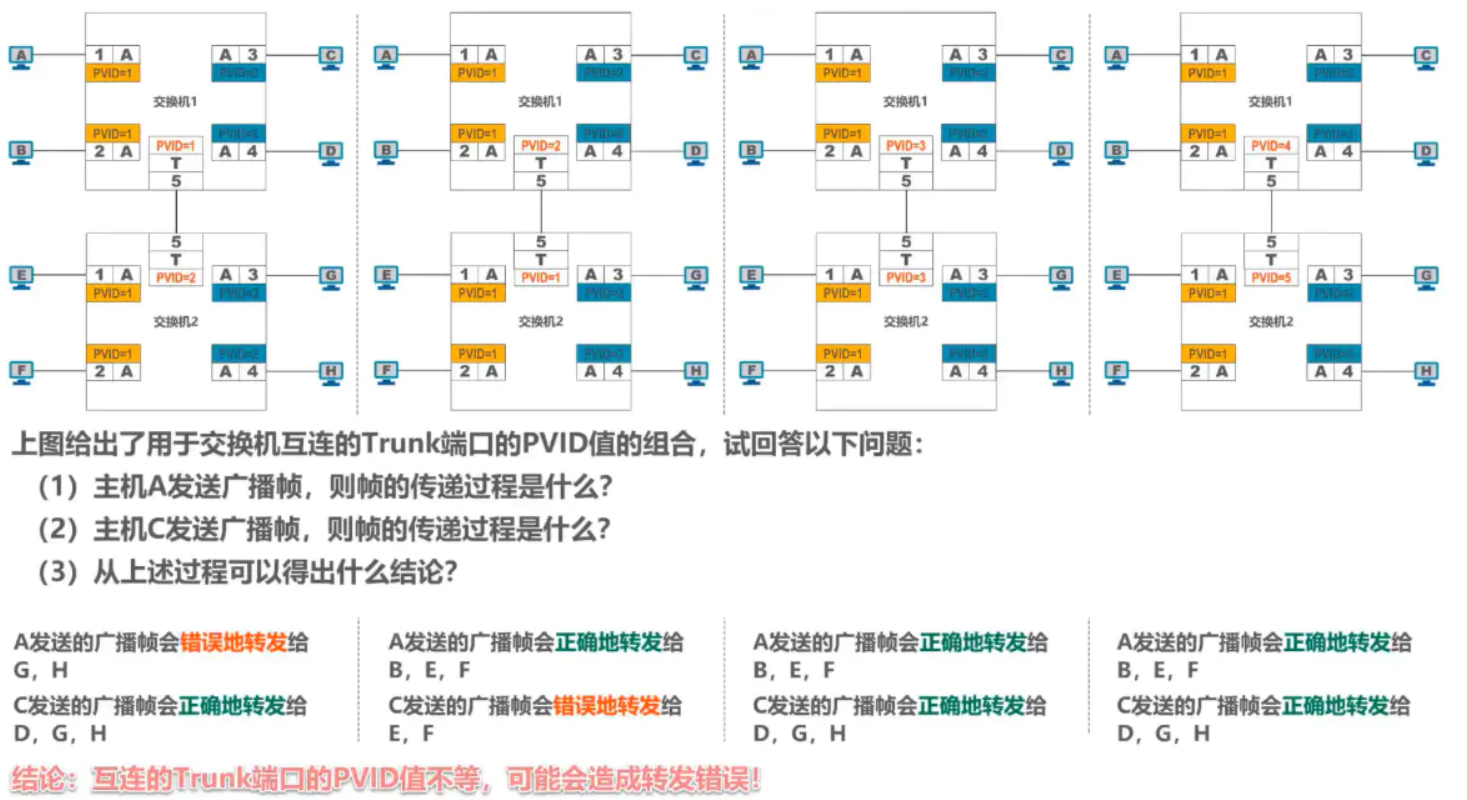 A 1 A A 3 C A 1 A A 3 C A 1 A A 3 C A 1 A A 3 C
PVID=1 PVID=2 PVID=1 PVID=2 PVID=1 PVID=2 PVID=1 PVID=2
交换机1 交换机1 交换机1 交换机1
PVID=1 PVID=2 PVID=1 PVID=2 PVID=1 PVID=2 PVID=1 PVID=2
B 2 A PVID=1 A 4 D B 2 A PVID=2 A 4 D B 2 A PVID=3 A 4 D B 2 A PVID=4 A 4 D
T T T T
5 5 5 5
5 5 5 5
T T T T
E 1 A PVID=2 A 3 G E 1 A PVID=1 A 3 G E 1 A PVID=3 A 3 G E 1 A PVID=5 A 3 G
PVID=1 PVID=2 PVID=1 PVID=2 PVID=1 PVID=2 PVID=1 PVID=2
交换机2 交换机2 交换机2 交换机2
PVID=1 PVID=2 PVID=1 PVID=2 PVID=1 PVID=2 PVID=1 PVID=2
F 2 A A 4 H F 2 A A 4 H F 2 A A 4 H F 2 A A 4 H
上图给出了用于交换机互连的Trunk端口的PVID值的组合，试回答以下问题：
（1）主机A发送广播帧，则帧的传递过程是什么？
（2）主机C发送广播帧，则帧的传递过程是什么？
（3）从上述过程可以得出什么结论？
A发送的广播帧会错误地转发给
G，H
C发送的广播帧会正确地转发给
D，G，H
A发送的广播帧会正确地转发给
B，E，F
C发送的广播帧会错误地转发给
E，F
A发送的广播帧会正确地转发给
B，E，F
C发送的广播帧会正确地转发给
D，G，H
A发送的广播帧会正确地转发给
B，E，F
C发送的广播帧会正确地转发给
D，G，H
结论：互连的Trunk端口的PVID值不等，可能会造成转发错误！